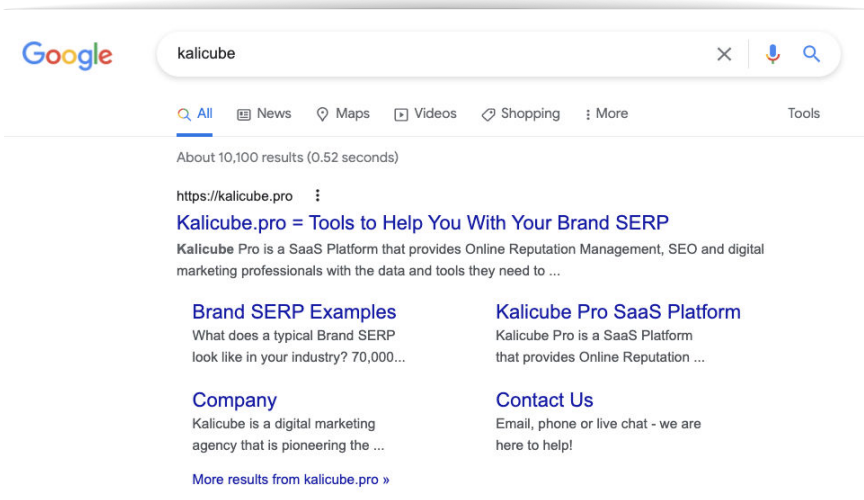 Google
kalicube
All News Maps Videos Shopping More Tools
About 10,100 results (0.52 seconds)
https://kalicube.pro
Kalicube.pro = Tools to Help You With Your Brand SERP
Kalicube Pro is a SaaS Platform that provides Online Reputation Management, SEO and digital
marketing professionals with the data and tools they need to ...
Brand SERP Examples
What does a typical Brand SERP
look like in your industry? 70,000...
Kalicube Pro SaaS Platform
Kalicube Pro is a SaaS Platform
that provides Online Reputation ...
Company
Kalicube is a digital marketing
agency that is pioneering the ...
Contact Us
Email, phone or live chat - we are
here to help!
More results from kalicube.pro »